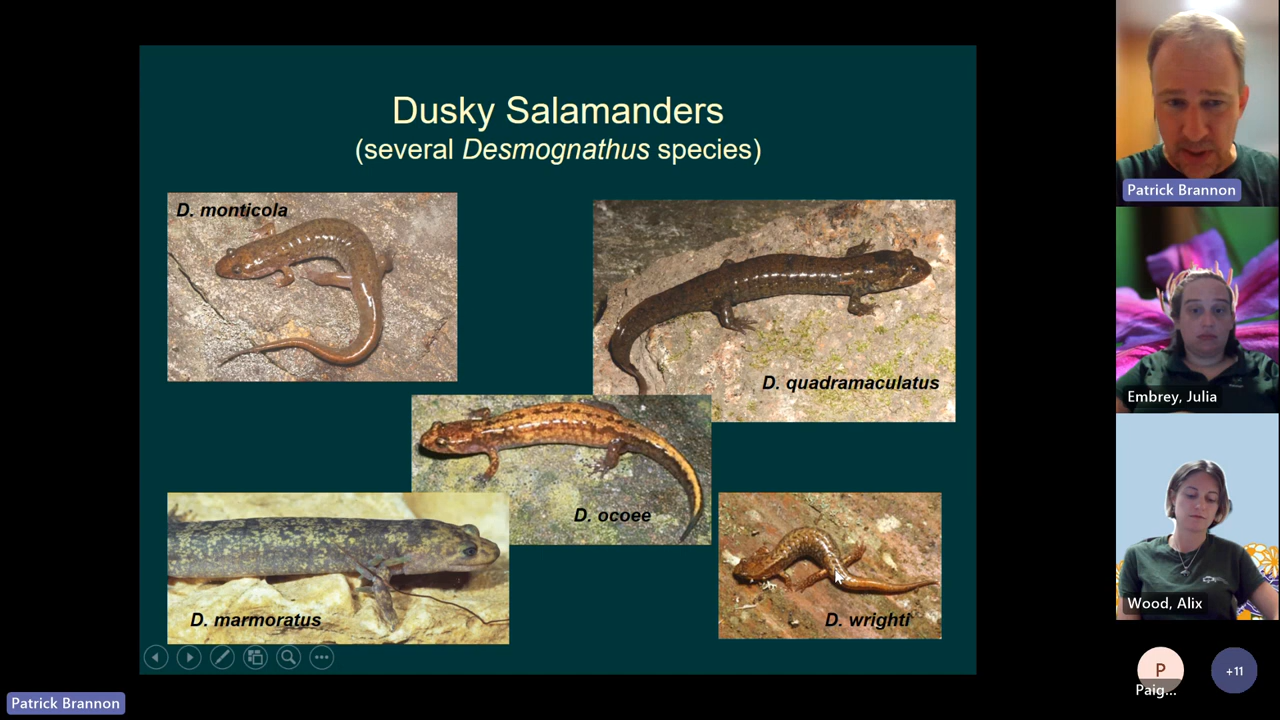 Dusky Salamanders
(several Desmognathus species)
D. monticola
D. quadramaculatus
D. ocoee
D. marmoratus
D. wrighti
Patrick Brannon
Embrey, Julia
Wood, Alix
P
Paig...
+11
Patrick Brannon